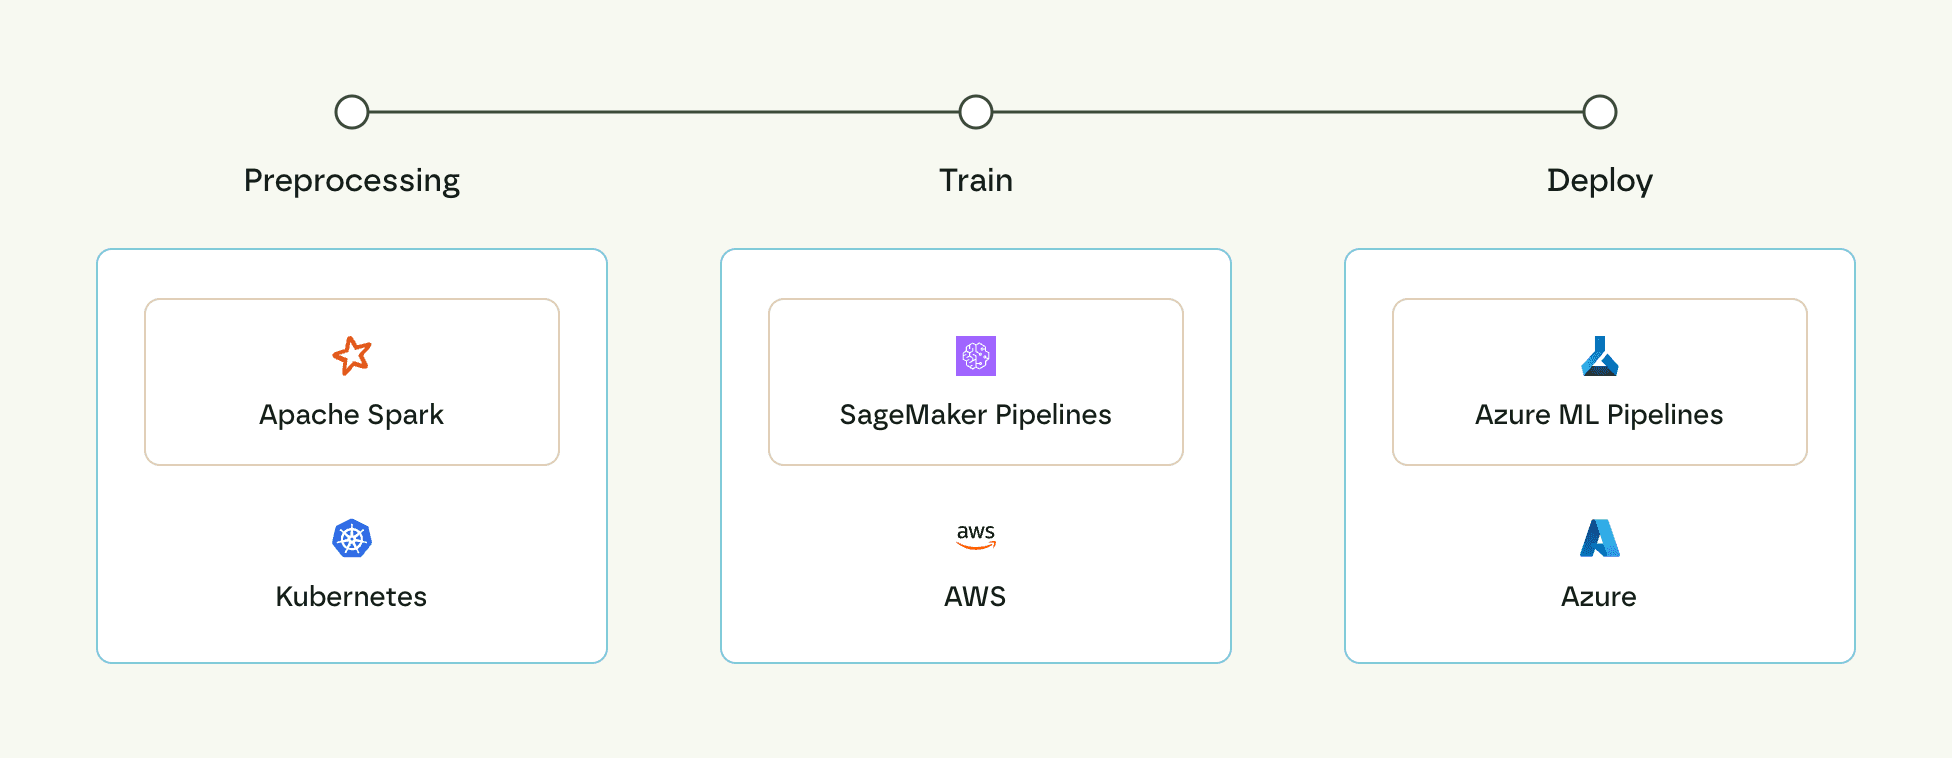 Preprocessing
Train
Deploy
Apache Spark
SageMaker Pipelines
Azure ML Pipelines
aws
Kubernetes
AWS
Azure